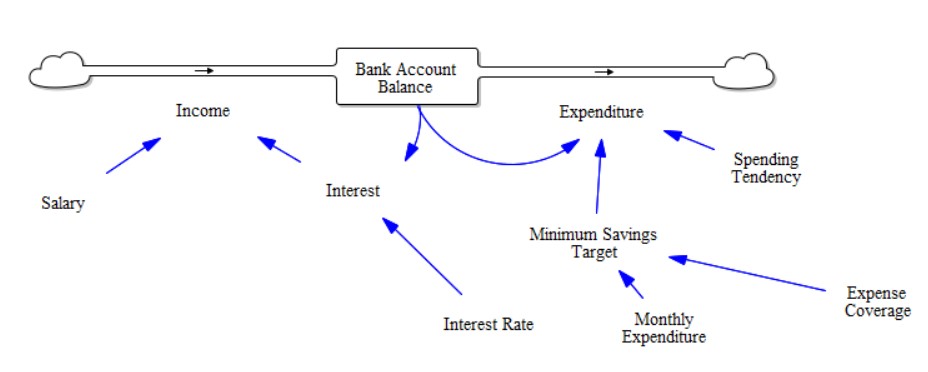 Bank Account
Balance
Income
Expenditure
Spending
Tendency
Salary
Interest
Minimum Savings
Target
Expense
Coverage
Interest Rate
Monthly
Expenditure